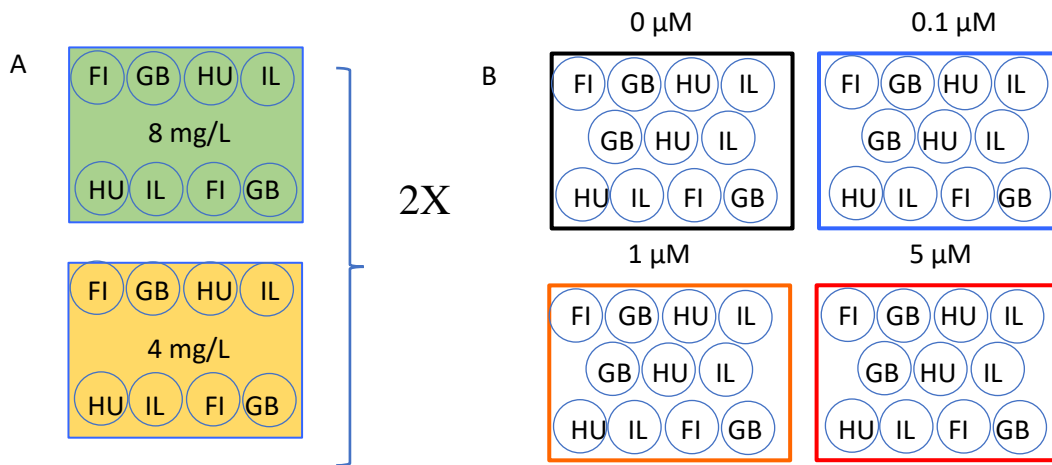 A
FI GB HU IL
8 mg/L
HU IL FI GB
FI GB HU IL
4 mg/L
HU IL FI GB
2X
B
0 µM
FI GB HU IL
GB HU IL
HU IL FI GB
0.1 µM
FI GB HU IL
GB HU IL
HU IL FI GB
1 µM
FI GB HU IL
GB HU IL
HU IL FI GB
5 µM
FI GB HU IL
GB HU IL
HU IL FI GB